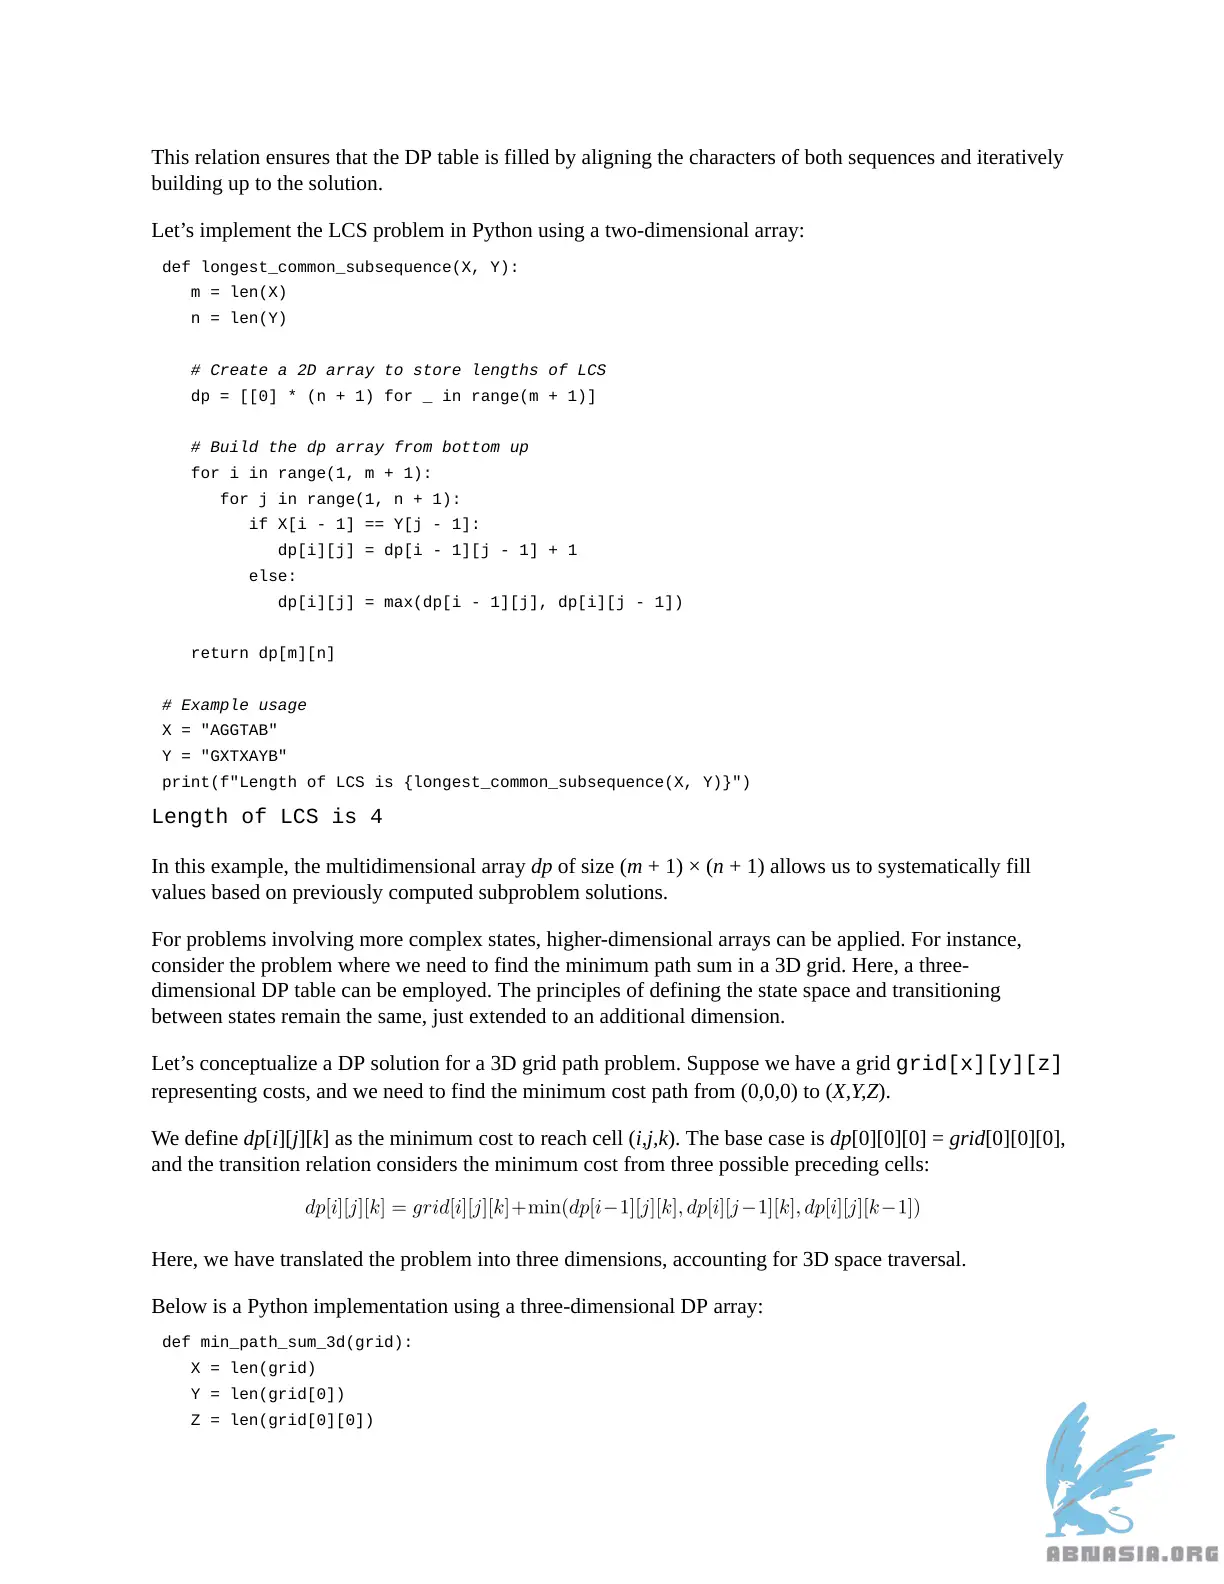 This relation ensures that the DP table is filled by aligning the characters of both sequences and iteratively
building up to the solution.
Let’s implement the LCS problem in Python using a two-dimensional array:
def longest_common_subsequence(X, Y):
   m = len(X)
   n = len(Y)

   # Create a 2D array to store lengths of LCS
   dp = [[0] * (n + 1) for _ in range(m + 1)]

   # Build the dp array from bottom up
   for i in range(1, m + 1):
      for j in range(1, n + 1):
         if X[i - 1] == Y[j - 1]:
            dp[i][j] = dp[i - 1][j - 1] + 1
         else:
            dp[i][j] = max(dp[i - 1][j], dp[i][j - 1])

   return dp[m][n]

# Example usage
X = "AGGTAB"
Y = "GXTXAYB"
print(f"Length of LCS is {longest_common_subsequence(X, Y)}")
Length of LCS is 4
In this example, the multidimensional array dp of size (m + 1) × (n + 1) allows us to systematically fill
values based on previously computed subproblem solutions.
For problems involving more complex states, higher-dimensional arrays can be applied. For instance,
consider the problem where we need to find the minimum path sum in a 3D grid. Here, a three-
dimensional DP table can be employed. The principles of defining the state space and transitioning
between states remain the same, just extended to an additional dimension.
Let’s conceptualize a DP solution for a 3D grid path problem. Suppose we have a grid grid[x][y][z]
representing costs, and we need to find the minimum cost path from (0,0,0) to (X,Y,Z).
We define dp[i][j][k] as the minimum cost to reach cell (i,j,k). The base case is dp[0][0][0] = grid[0][0][0],
and the transition relation considers the minimum cost from three possible preceding cells:
dp[i][j][k] = grid[i][j][k]+min(dp[i−1][j][k], dp[i][j−1][k], dp[i][j][k−1])
Here, we have translated the problem into three dimensions, accounting for 3D space traversal.
Below is a Python implementation using a three-dimensional DP array:
def min_path_sum_3d(grid):
   X = len(grid)
   Y = len(grid[0])
   Z = len(grid[0][0])
ABNASIA.ORG